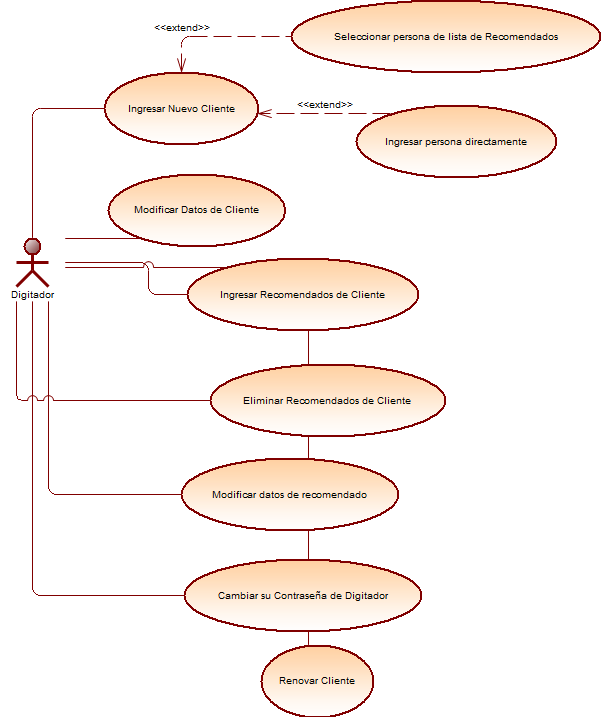 <<extend>>
Seleccionar persona de lista de Recomendados
Ingresar Nuevo Cliente
<<extend>>
Ingresar persona directamente
Modificar Datos de Cliente
Digitador
Ingresar Recomendados de Cliente
Eliminar Recomendados de Cliente
Modificar datos de recomendado
Cambiar su Contraseña de Digitador
Renovar Cliente